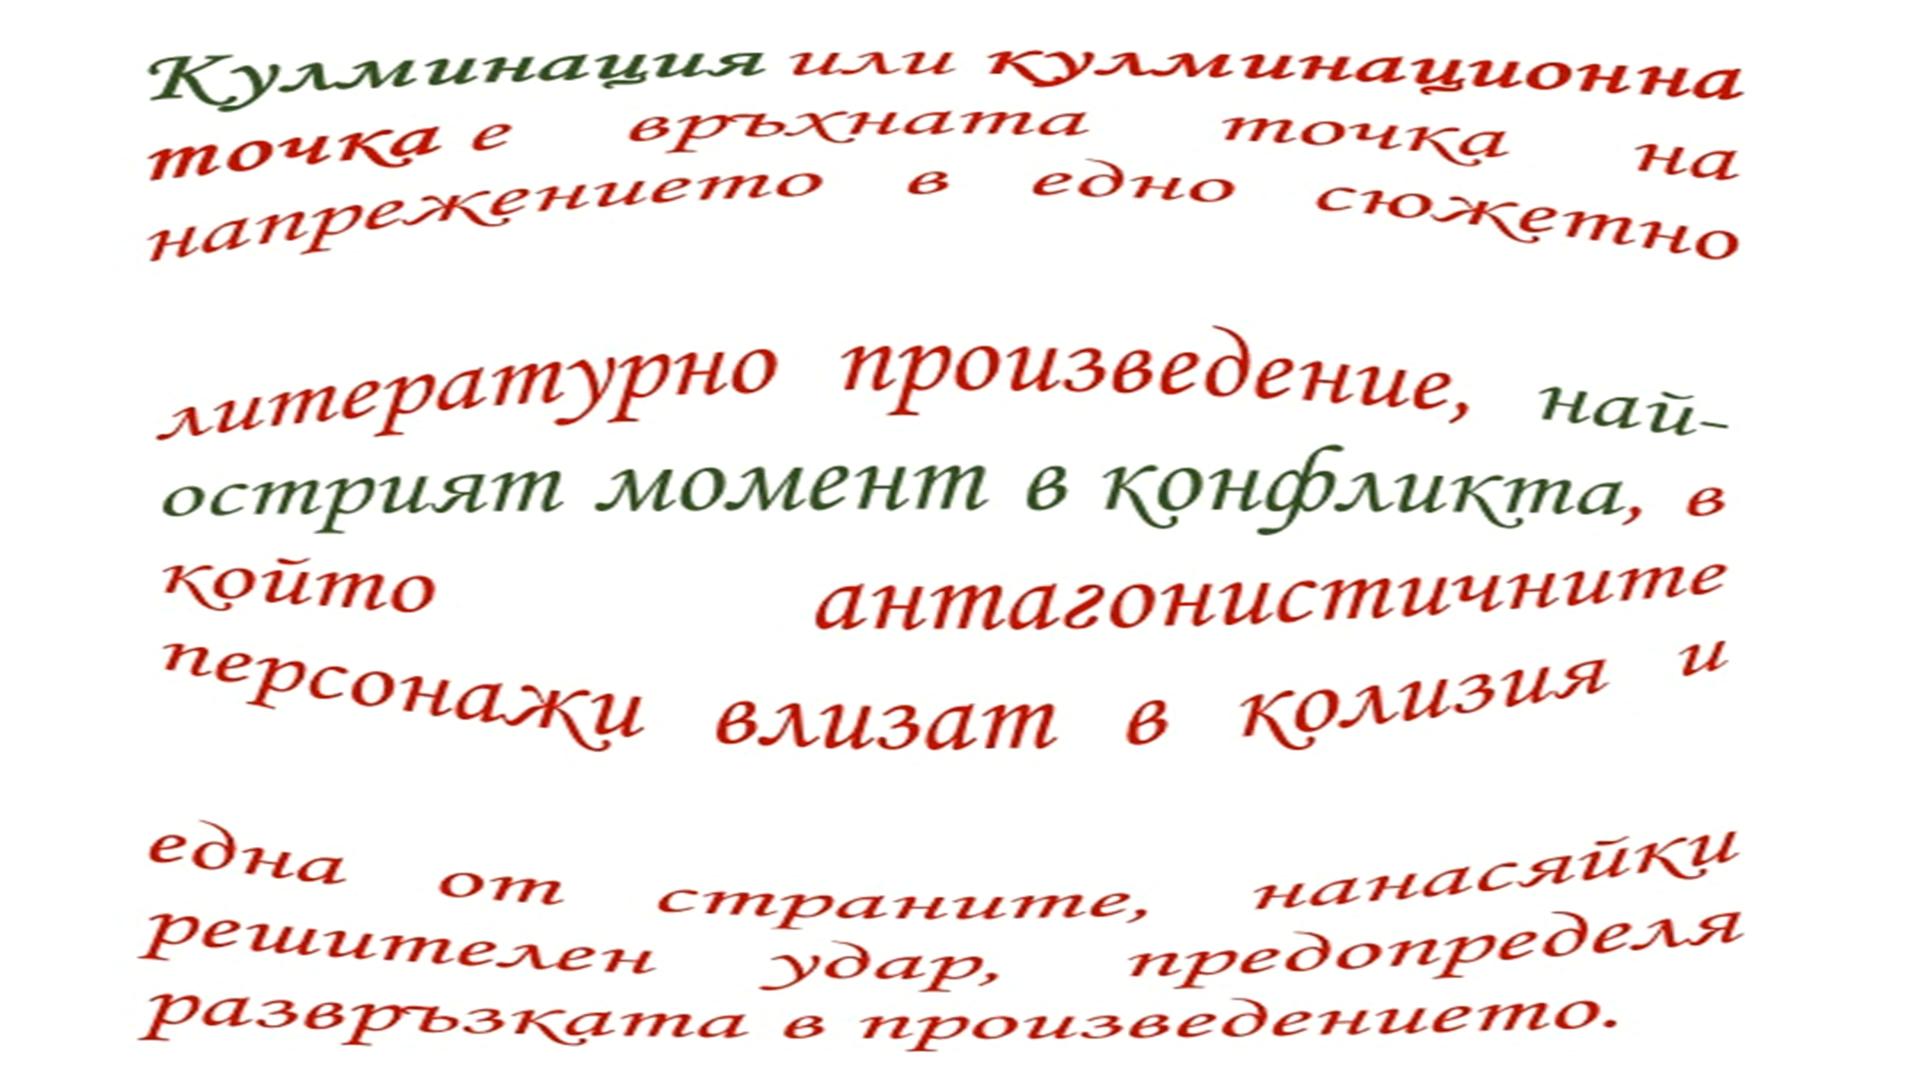 Кулминация или кулминационна
точка е връхната точка на
напрежението в едно сюжетно
литературно произведение, най-
острият момент в конфликта, в
който антагонистичните
персонажи влизат в колизия и
една от страните, нанасяйки
решителен удар, предопределя
развръзката в произведението.